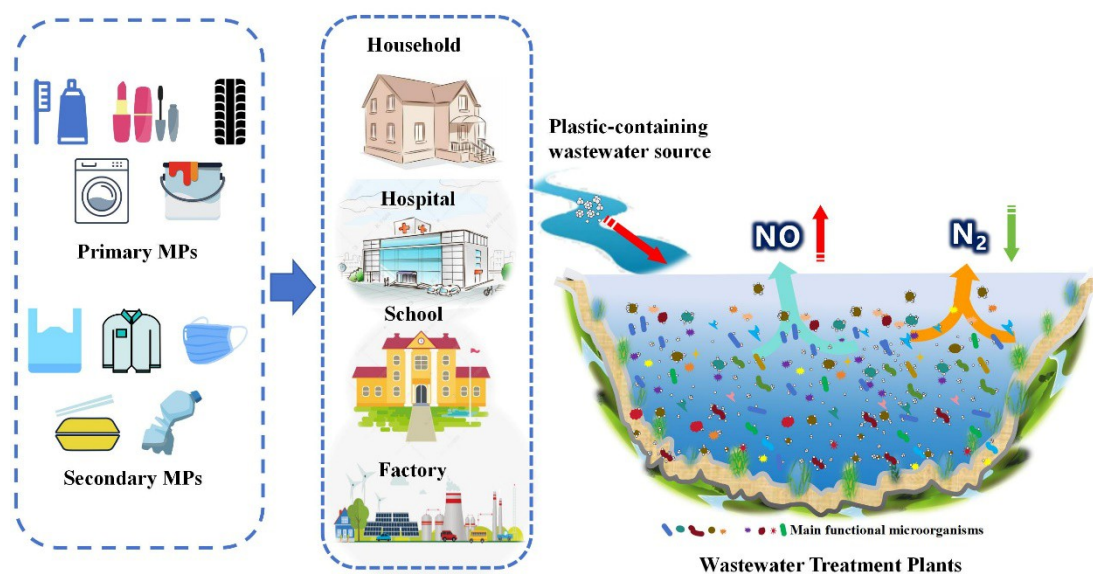 Primary MPs
Secondary MPs
Household
Hospital
School
Factory
Plastic-containing
wastewater source
NO
N₂
Main functional microorganisms
Wastewater Treatment Plants